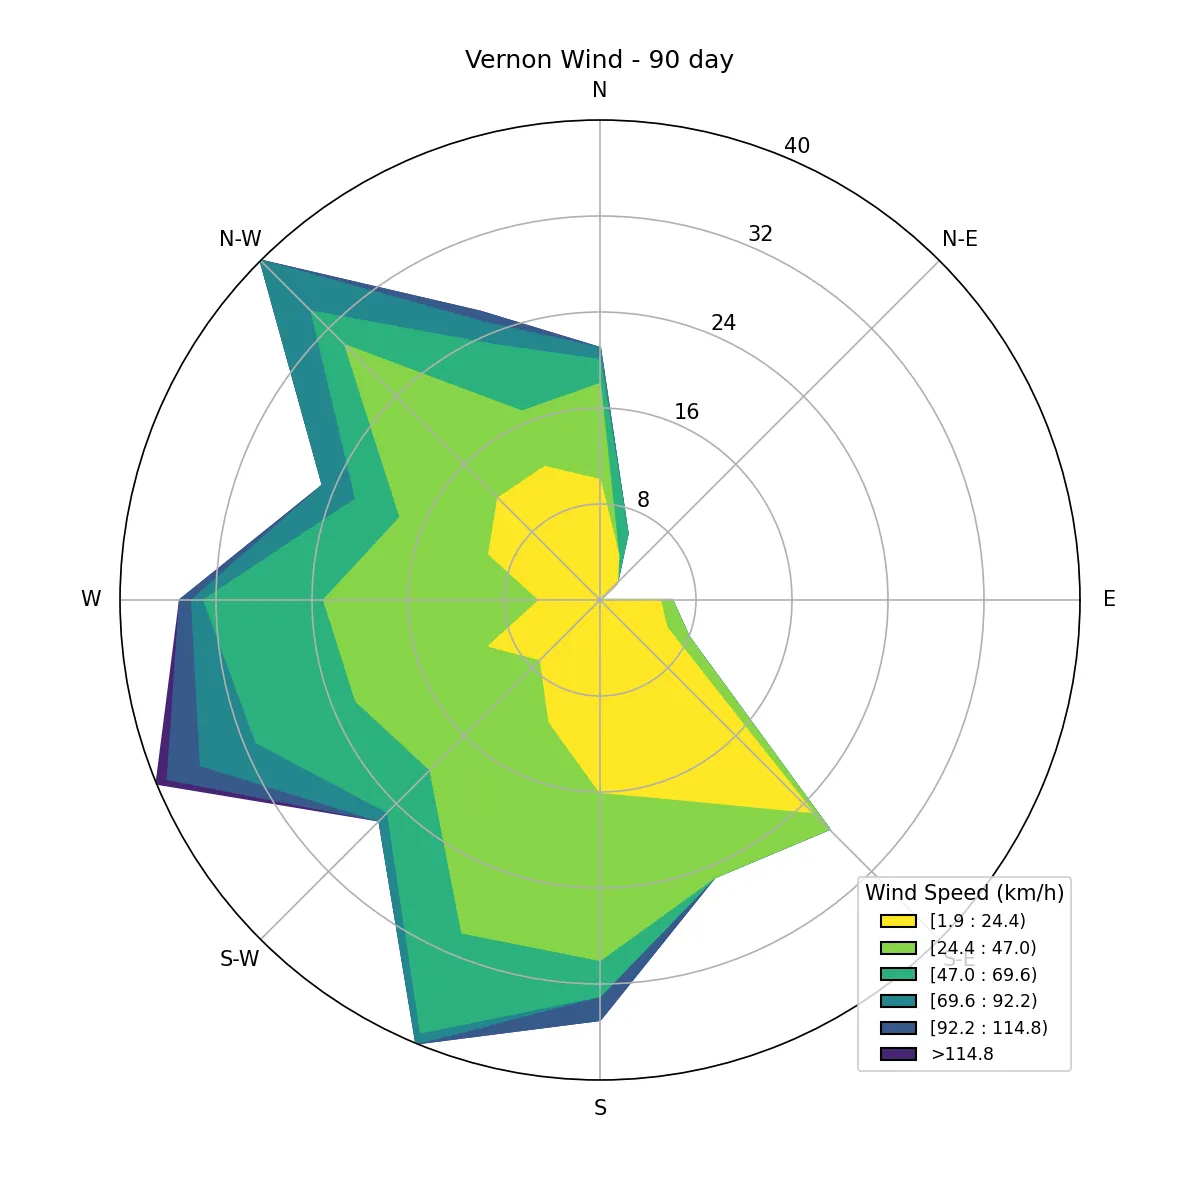 Vernon Wind - 90 day
N
40
N-W
N-E
32
24
16
8
W
E
S-W
S-E
S
Wind Speed (km/h)
[1.9 : 24.4)
[24.4 : 47.0)
[47.0 : 69.6)
[69.6 : 92.2)
[92.2 : 114.8)
>114.8